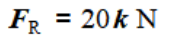 F_R = 20k N